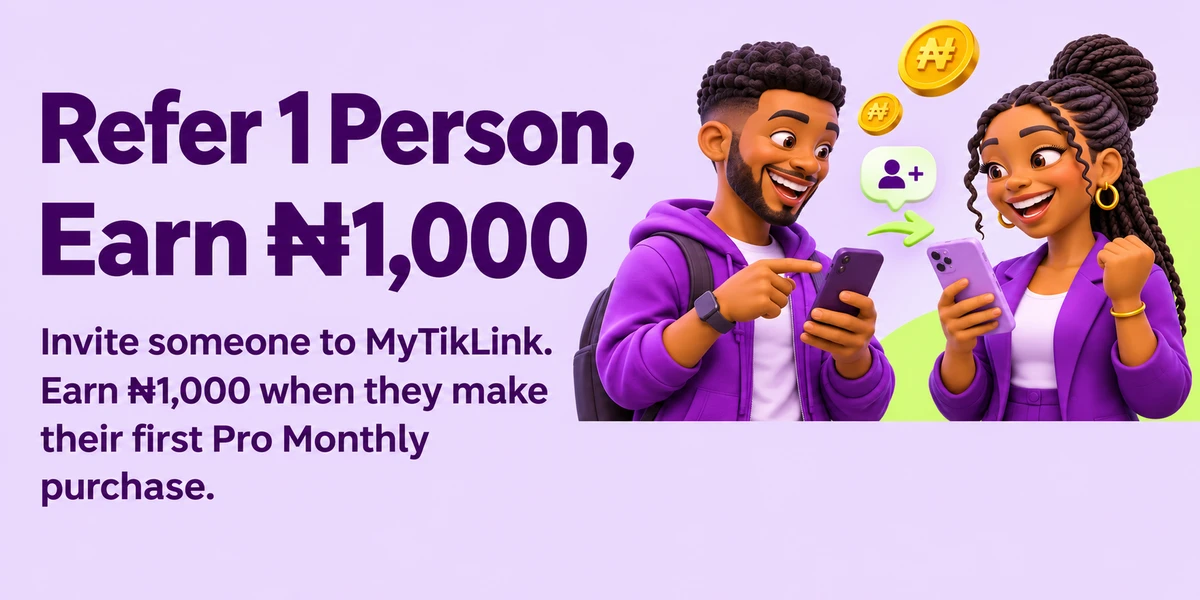 Refer 1 Person,
Earn ₦1,000
Invite someone to MyTikLink.
Earn ₦1,000 when they make
their first Pro Monthly
purchase.
₦
₦